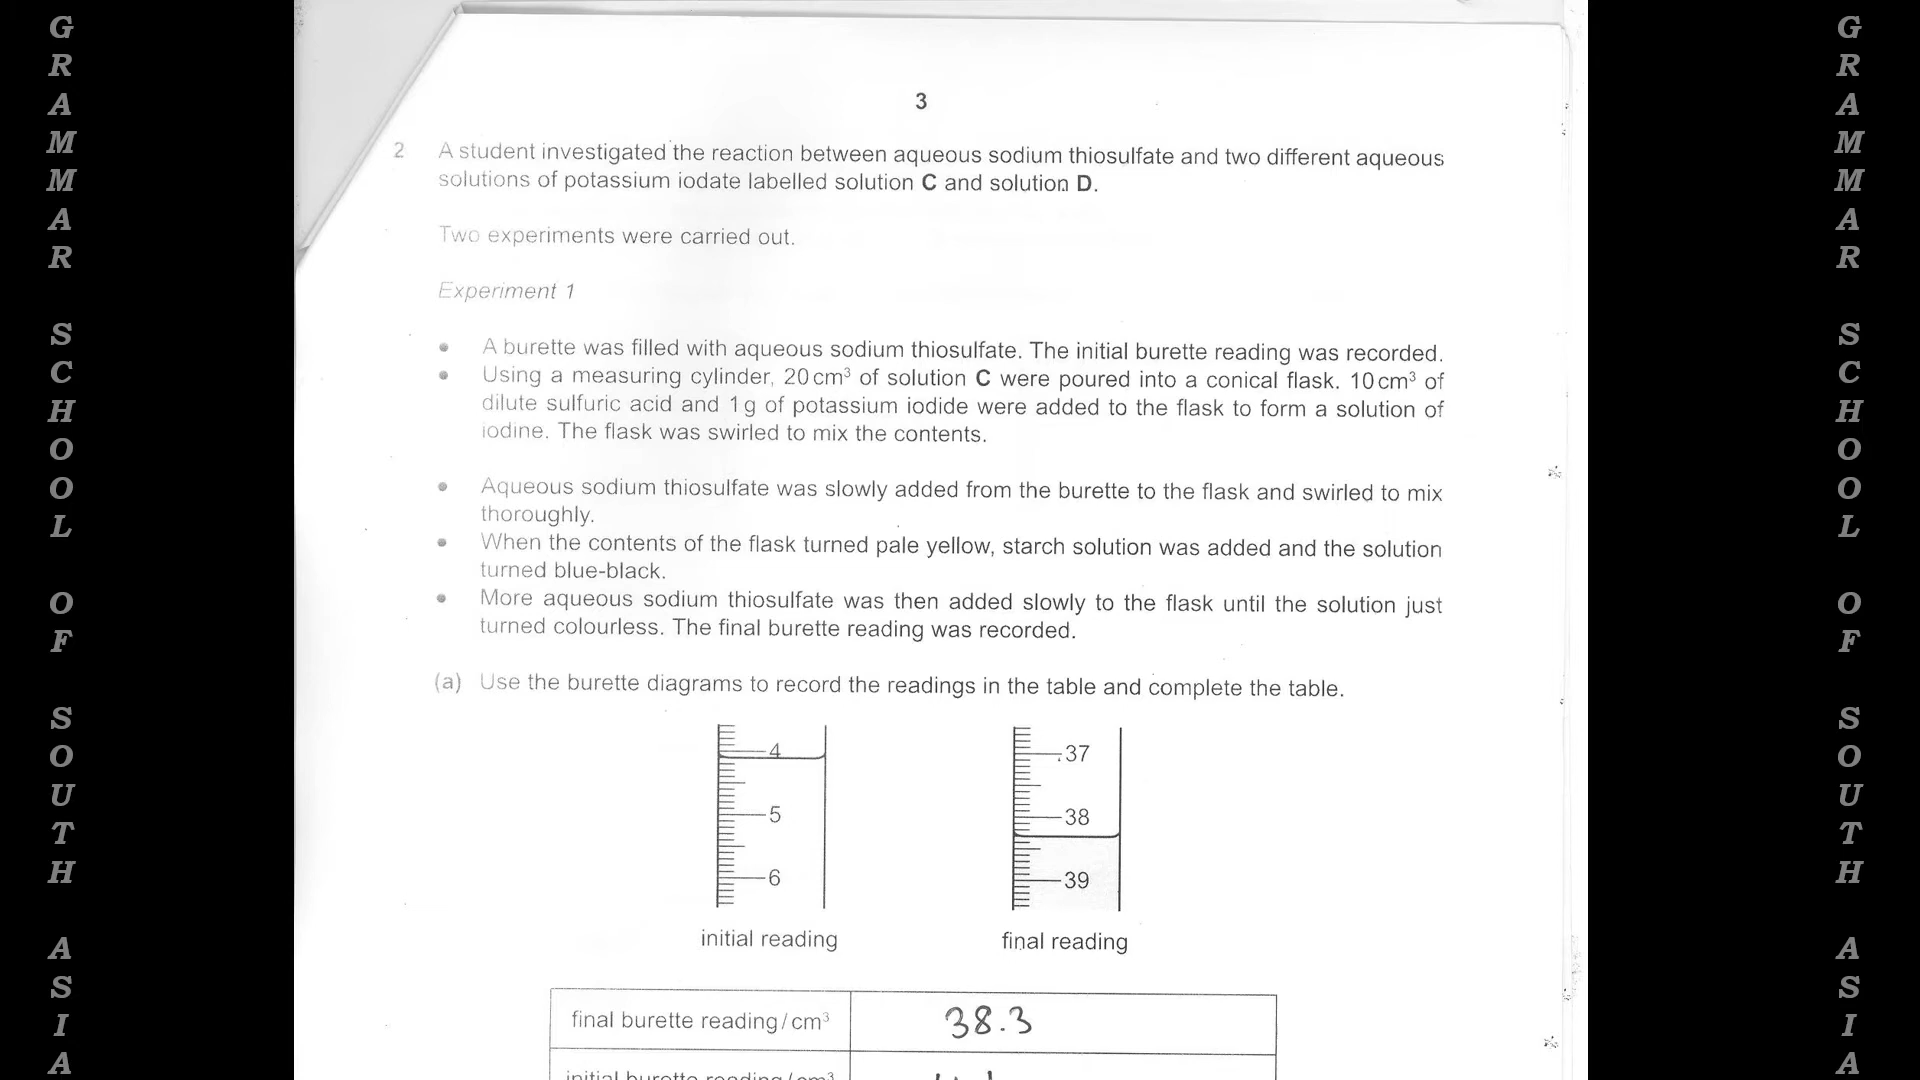 GRAMMAR SCHOOL OF SOUTH ASIA
3
2 A student investigated the reaction between aqueous sodium thiosulfate and two different aqueous
solutions of potassium iodate labelled solution C and solution D.
Two experiments were carried out.
Experiment 1
• A burette was filled with aqueous sodium thiosulfate. The initial burette reading was recorded.
• Using a measuring cylinder, 20 cm³ of solution C were poured into a conical flask. 10 cm³ of
dilute sulfuric acid and 1 g of potassium iodide were added to the flask to form a solution of
iodine. The flask was swirled to mix the contents.
• Aqueous sodium thiosulfate was slowly added from the burette to the flask and swirled to mix
thoroughly.
• When the contents of the flask turned pale yellow, starch solution was added and the solution
turned blue-black.
• More aqueous sodium thiosulfate was then added slowly to the flask until the solution just
turned colourless. The final burette reading was recorded.
(a) Use the burette diagrams to record the readings in the table and complete the table.
4 37
5 38
6 39
initial reading final reading
final burette reading/cm³ 38.3
initial burette reading/cm³
GRAMMAR SCHOOL OF SOUTH ASIA